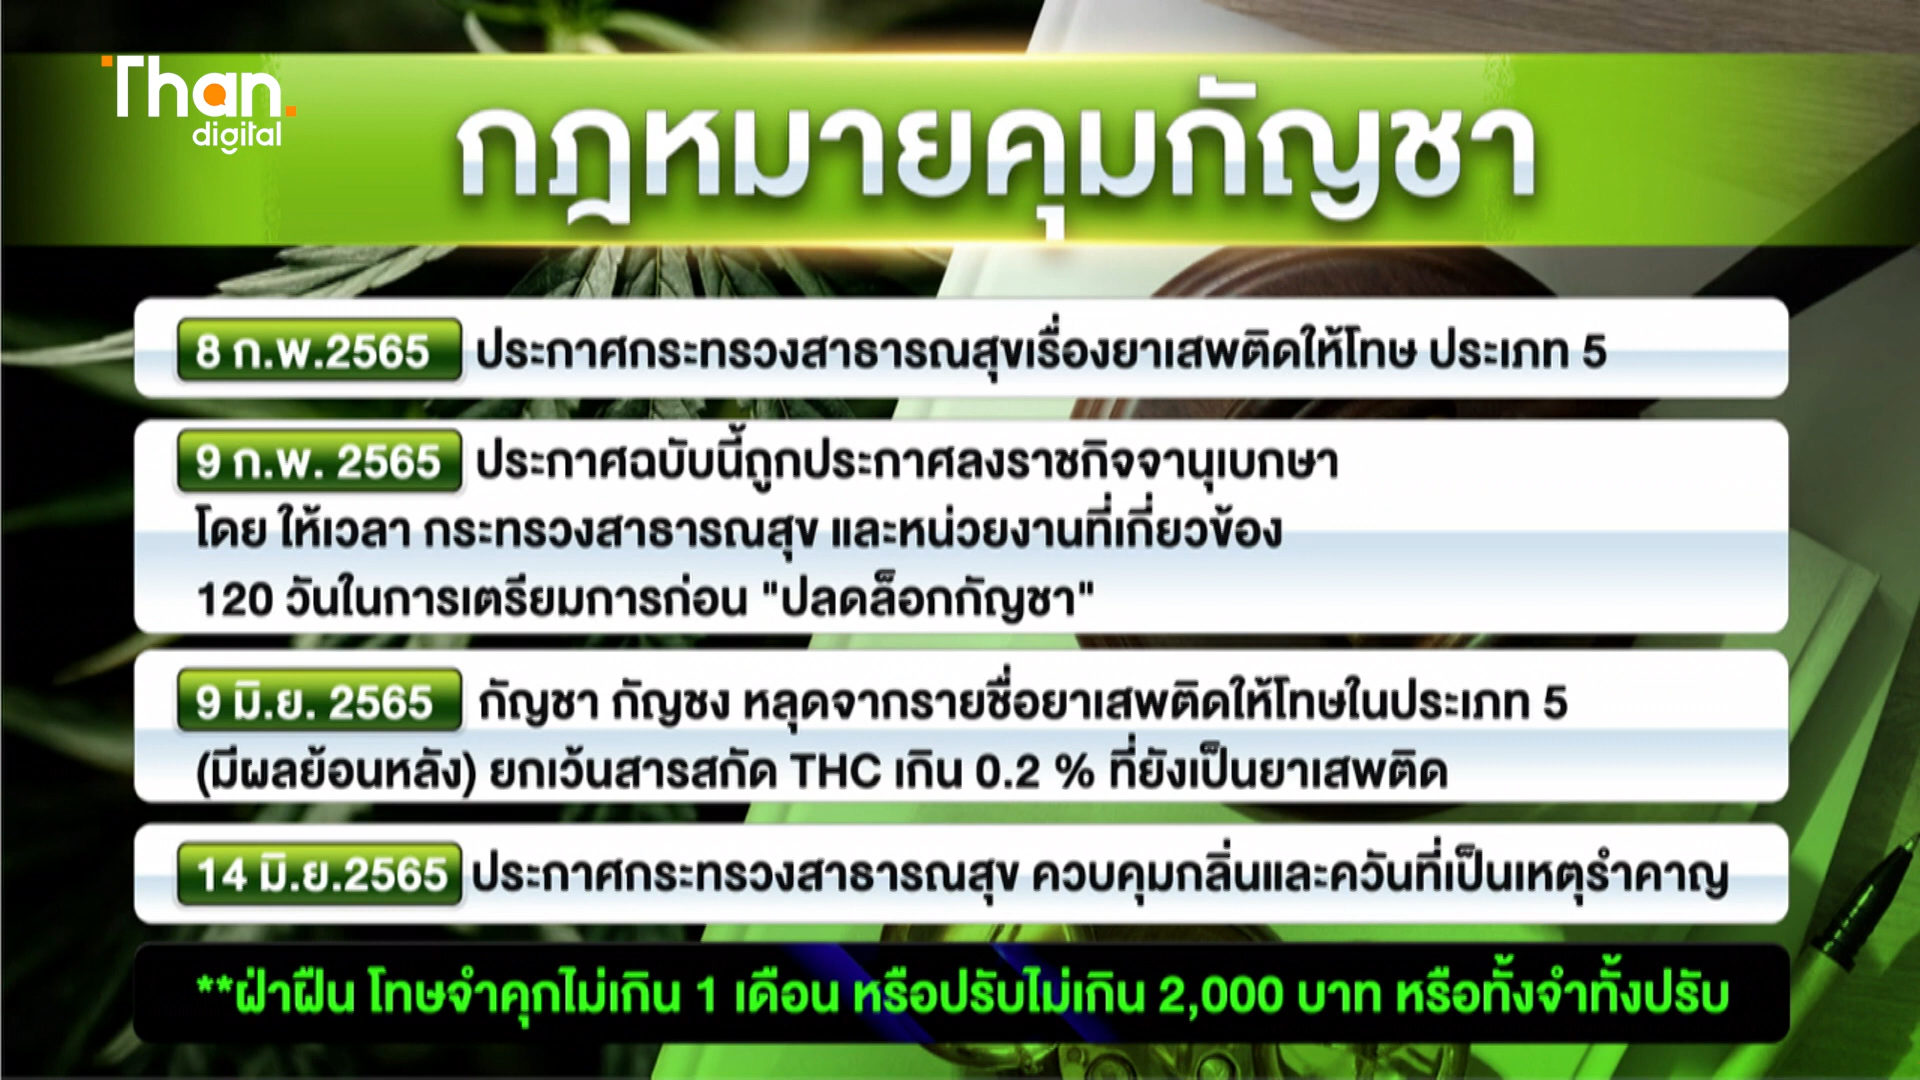 Than.
digital
กฎหมายคุมกัญชา
8 ก.พ.2565 ประกาศกระทรวงสาธารณสุขเรื่องยาเสพติดให้โทษ ประเภท 5
9 ก.พ. 2565 ประกาศฉบับนี้ถูกประกาศลงราชกิจจานุเบกษา
โดย ให้เวลา กระทรวงสาธารณสุข และหน่วยงานที่เกี่ยวข้อง
120 วันในการเตรียมการก่อน "ปลดล็อกกัญชา"
9 มิ.ย. 2565 กัญชา กัญชง หลุดจากรายชื่อยาเสพติดให้โทษในประเภท 5
(มีผลย้อนหลัง) ยกเว้นสารสกัด THC เกิน 0.2 % ที่ยังเป็นยาเสพติด
14 มิ.ย.2565 ประกาศกระทรวงสาธารณสุข ควบคุมกลิ่นและควันที่เป็นเหตุรำคาญ
**ฝ่าฝืน โทษจำคุกไม่เกิน 1 เดือน หรือปรับไม่เกิน 2,000 บาท หรือทั้งจำทั้งปรับ